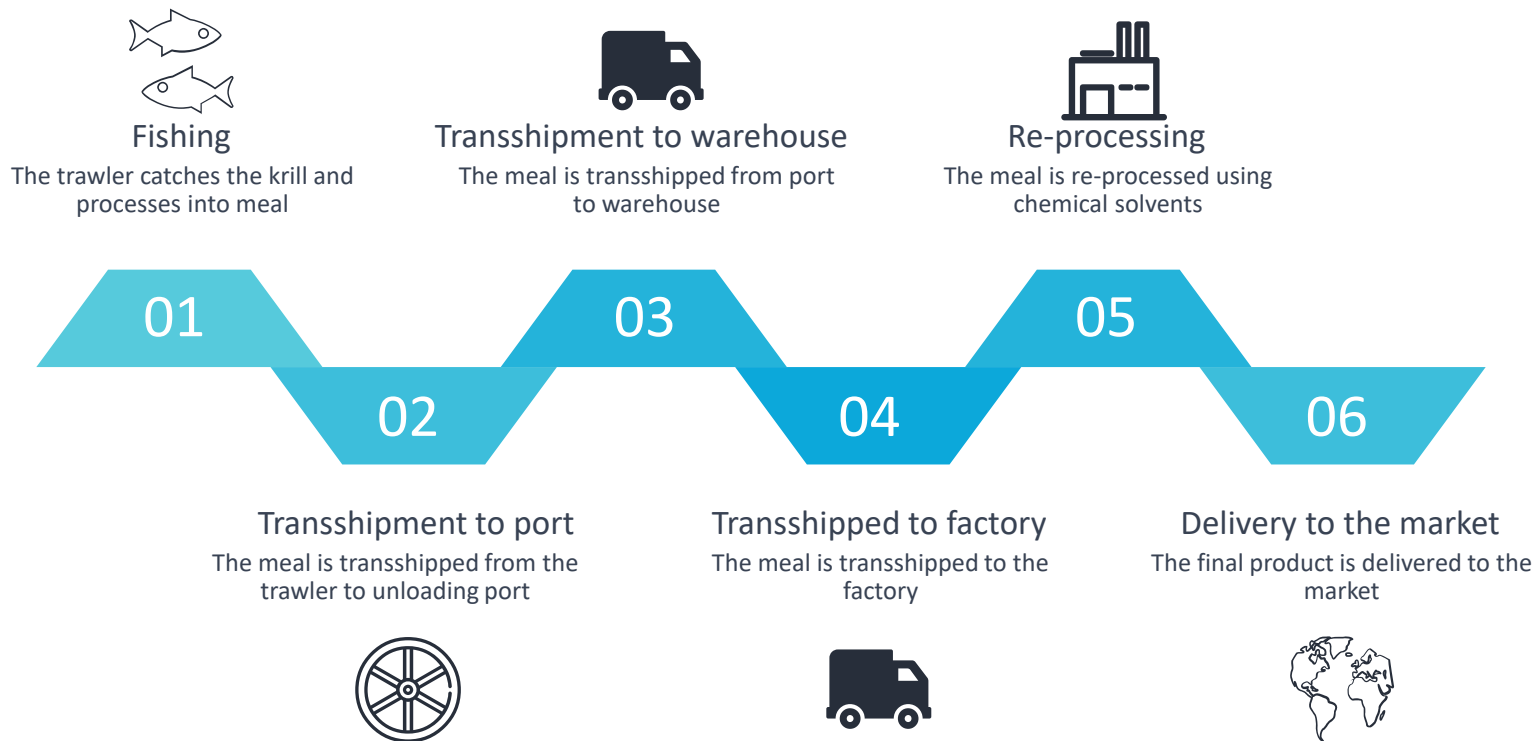 Fishing
The trawler catches the krill and
processes into meal
Transshipment to warehouse
The meal is transshipped from port
to warehouse
Re-processing
The meal is re-processed using
chemical solvents
01
03
05
02
04
06
Transshipment to port
The meal is transshipped from the
trawler to unloading port
Transshipped to factory
The meal is transshipped to the
factory
Delivery to the market
The final product is delivered to the
market